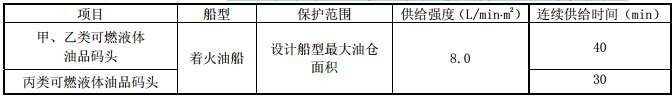 项目 船型 保护范围 供给强度（L/min·m²） 连续供给时间（min）
甲、乙类可燃液体
油品码头
着火油船
设计船型最大油仓
面积
8.0
40
丙类可燃液体油品码头
30